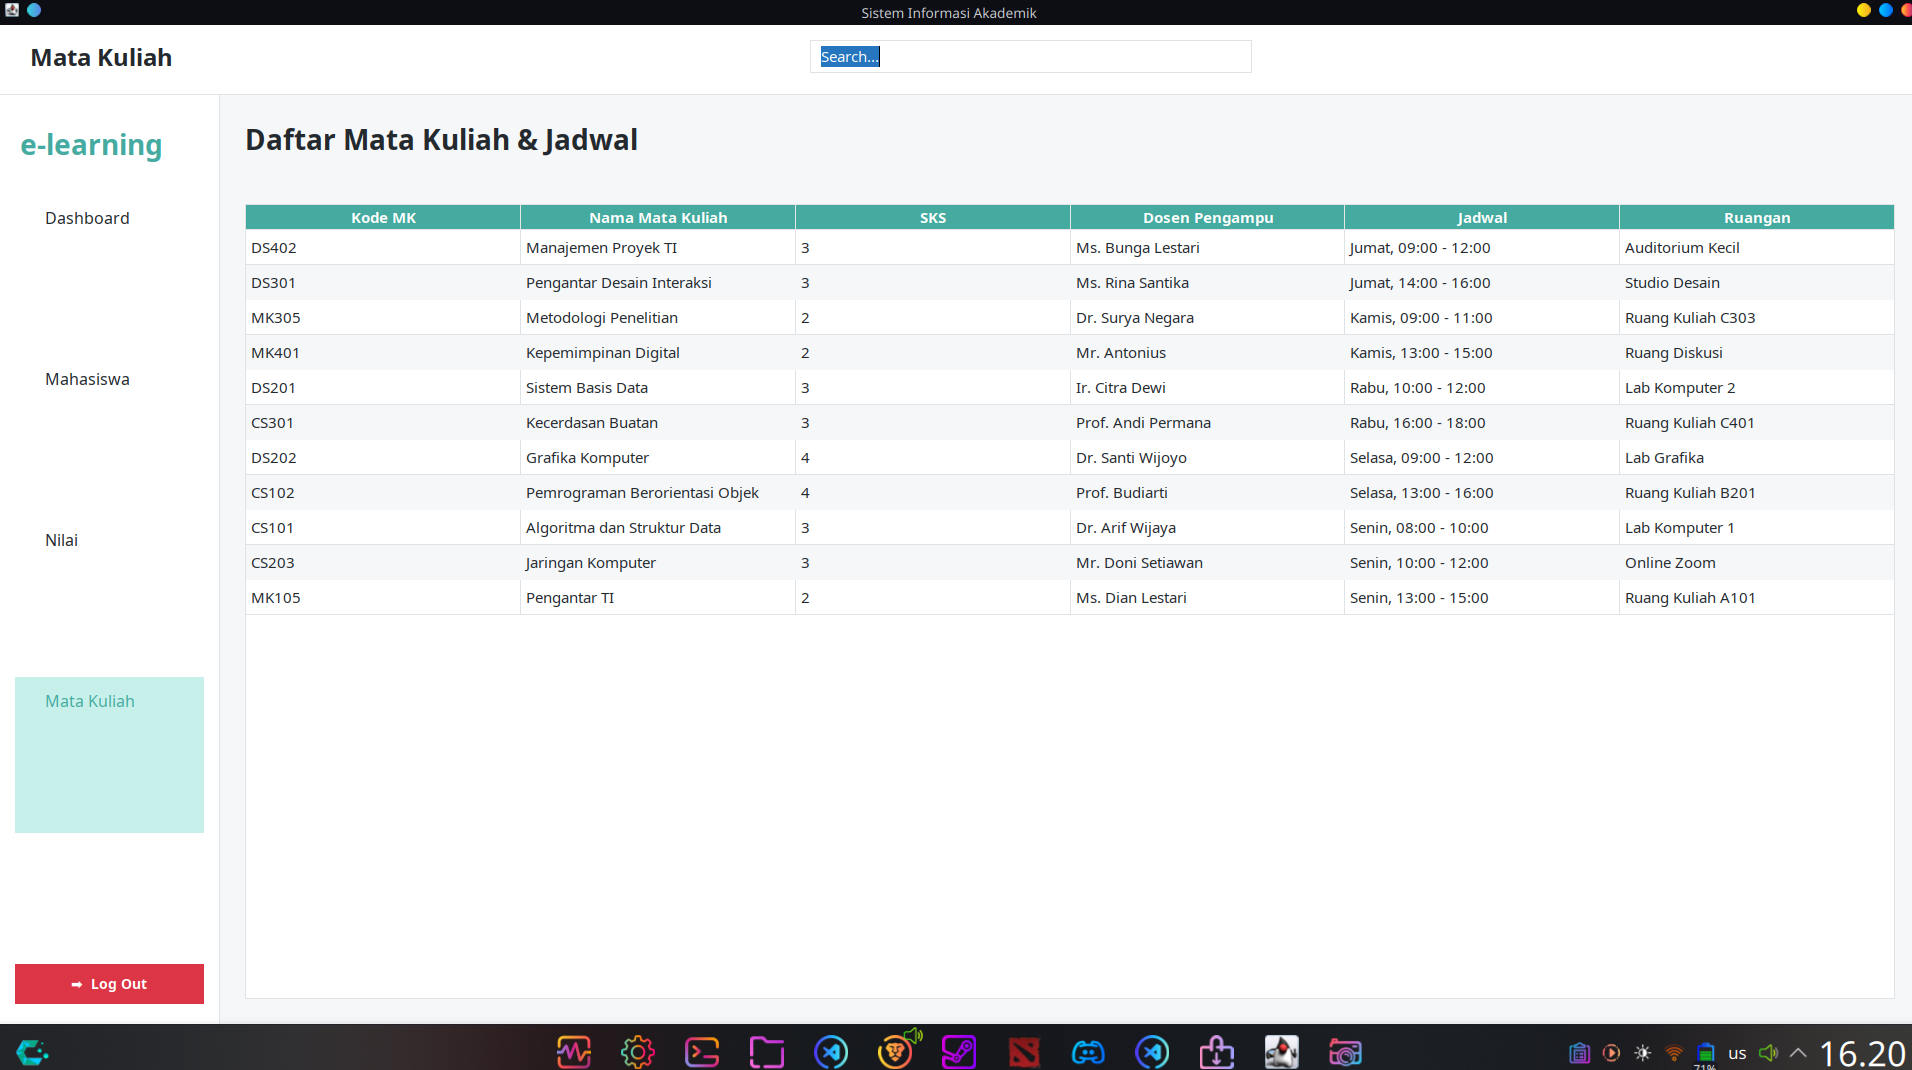 Sistem Informasi Akademik
Mata Kuliah
Search...
e-learning
Dashboard
Mahasiswa
Nilai
Mata Kuliah
➡ Log Out
Daftar Mata Kuliah & Jadwal
Kode MK Nama Mata Kuliah SKS Dosen Pengampu Jadwal Ruangan
DS402 Manajemen Proyek TI 3 Ms. Bunga Lestari Jumat, 09:00 - 12:00 Auditorium Kecil
DS301 Pengantar Desain Interaksi 3 Ms. Rina Santika Jumat, 14:00 - 16:00 Studio Desain
MK305 Metodologi Penelitian 2 Dr. Surya Negara Kamis, 09:00 - 11:00 Ruang Kuliah C303
MK401 Kepemimpinan Digital 2 Mr. Antonius Kamis, 13:00 - 15:00 Ruang Diskusi
DS201 Sistem Basis Data 3 Ir. Citra Dewi Rabu, 10:00 - 12:00 Lab Komputer 2
CS301 Kecerdasan Buatan 3 Prof. Andi Permana Rabu, 16:00 - 18:00 Ruang Kuliah C401
DS202 Grafika Komputer 4 Dr. Santi Wijoyo Selasa, 09:00 - 12:00 Lab Grafika
CS102 Pemrograman Berorientasi Objek 4 Prof. Budiarti Selasa, 13:00 - 16:00 Ruang Kuliah B201
CS101 Algoritma dan Struktur Data 3 Dr. Arif Wijaya Senin, 08:00 - 10:00 Lab Komputer 1
CS203 Jaringan Komputer 3 Mr. Doni Setiawan Senin, 10:00 - 12:00 Online Zoom
MK105 Pengantar TI 2 Ms. Dian Lestari Senin, 13:00 - 15:00 Ruang Kuliah A101
71%
us
16.20